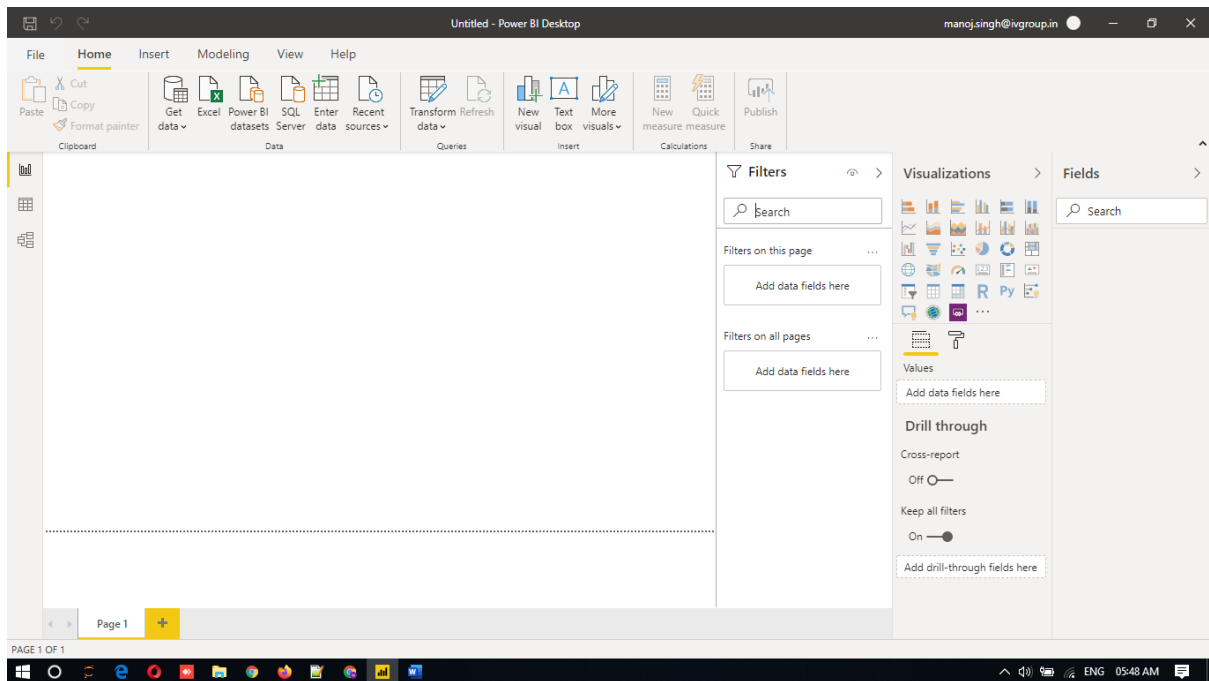 Untitled - Power BI Desktop
manoj.singh@ivgroup.in
File Home Insert Modeling View Help
Paste
Cut
Copy
Format painter
Clipboard
Get data
Excel
Power BI datasets
SQL Server
Enter data
Recent sources
Data
Transform data
Refresh
Queries
New visual
Text box
More visuals
Insert
New measure
Quick measure
Calculations
Publish
Share
Filters
Search
Filters on this page
Add data fields here
Filters on all pages
Add data fields here
Visualizations
R Py
Values
Add data fields here
Drill through
Cross-report
Off
Keep all filters
On
Add drill-through fields here
Fields
Search
Page 1
PAGE 1 OF 1
ENG 05:48 AM